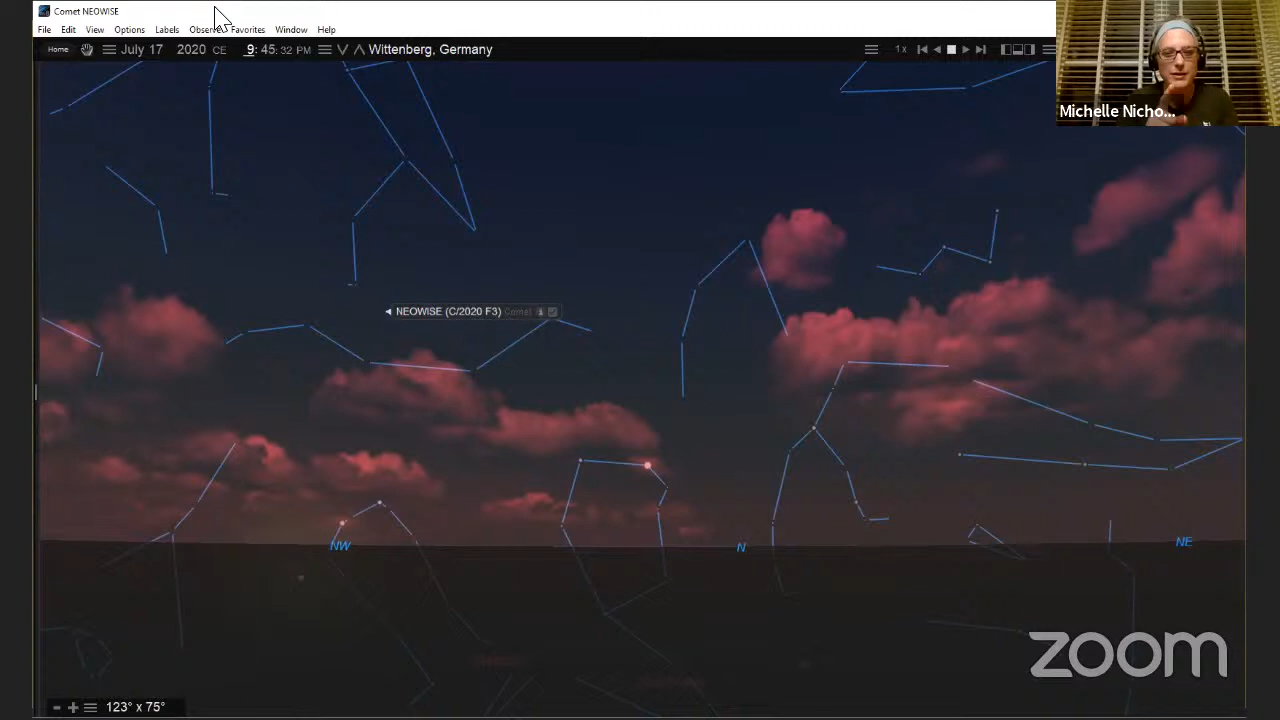 Comet NEOWISE
File Edit View Options Labels Observe Favorites Window Help
Home July 17 2020 CE 9:45:32 PM Wittenberg, Germany 1x
Michelle Nicho...
NEOWISE (C/2020 F3) Comet
NW N NE
zoom
123° x 75°